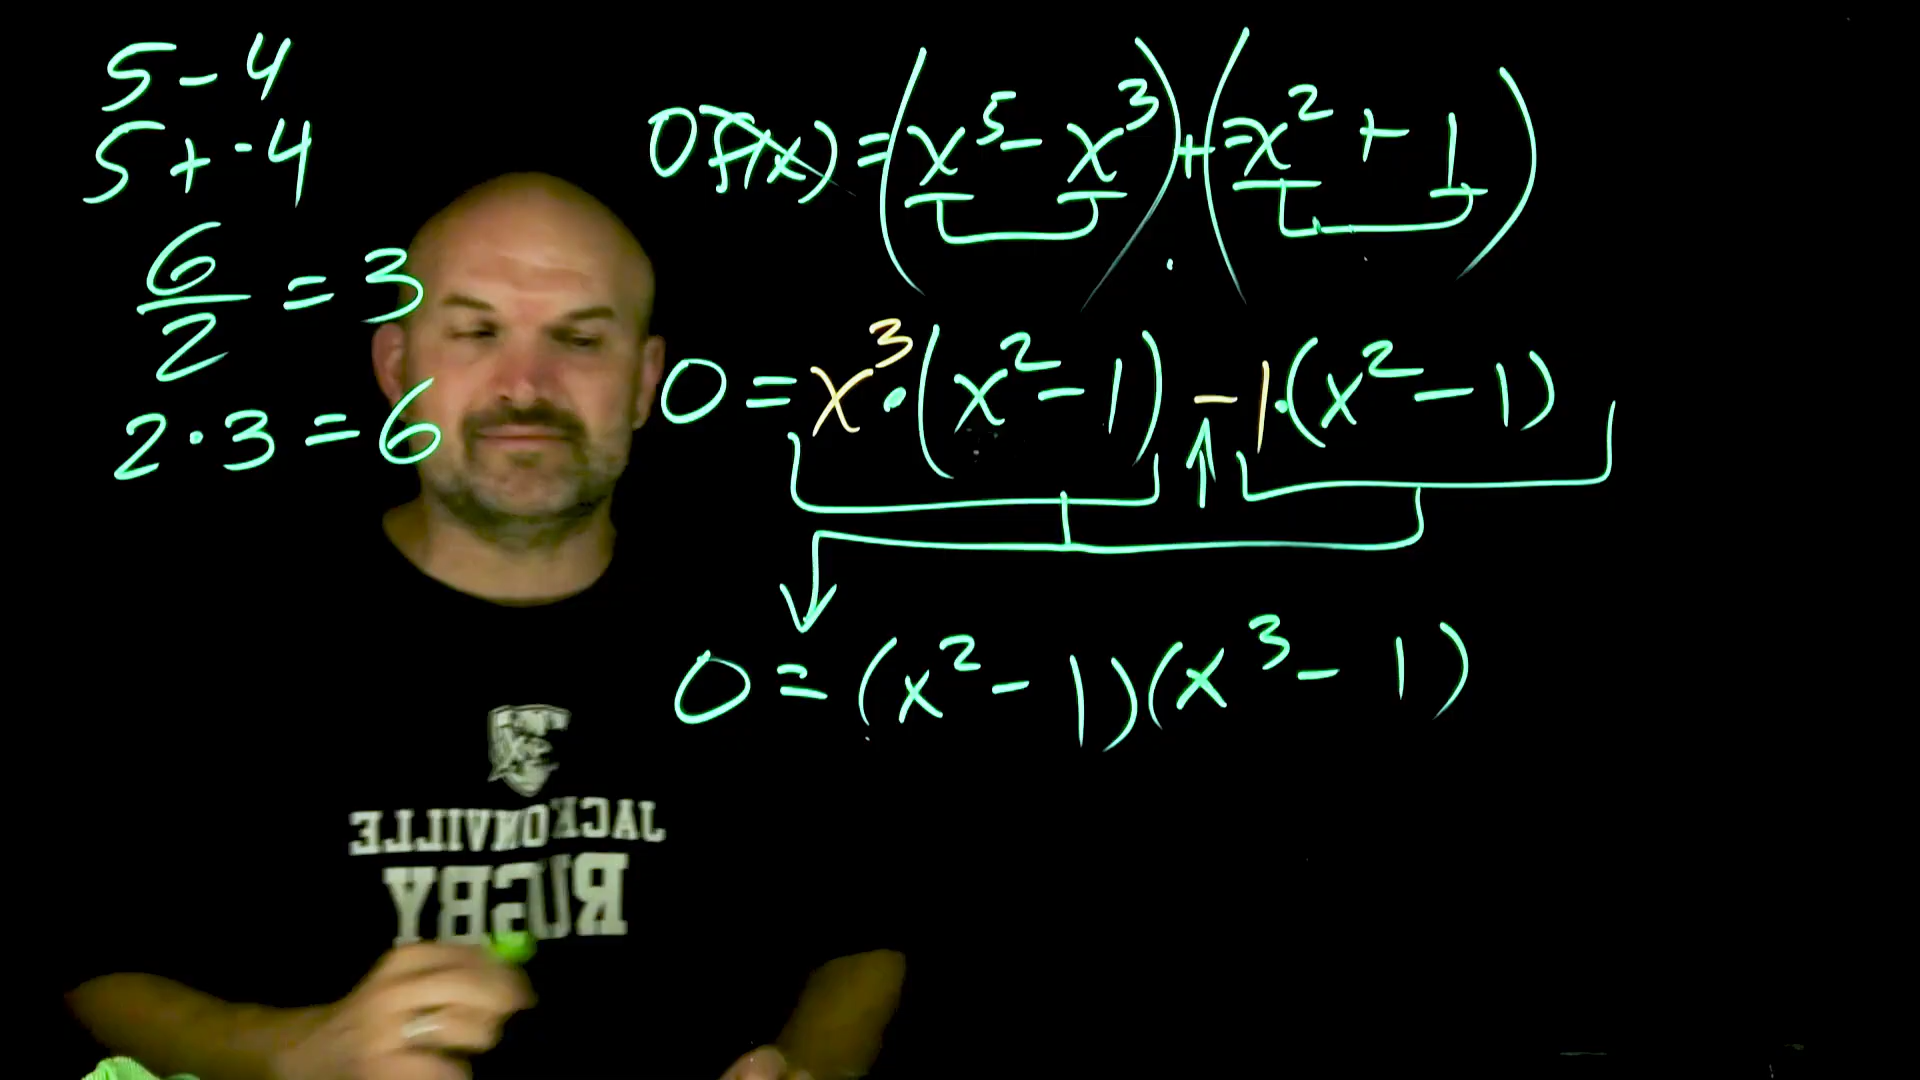 5 - 4
5 + -4
6/2 = 3
2 · 3 = 6
0 f(x) = (x⁵ - x³) + (-x² + 1)
0 = x³ · (x² - 1) - 1 · (x² - 1)
0 = (x² - 1)(x³ - 1)
JACKSONVILLE
RUGBY